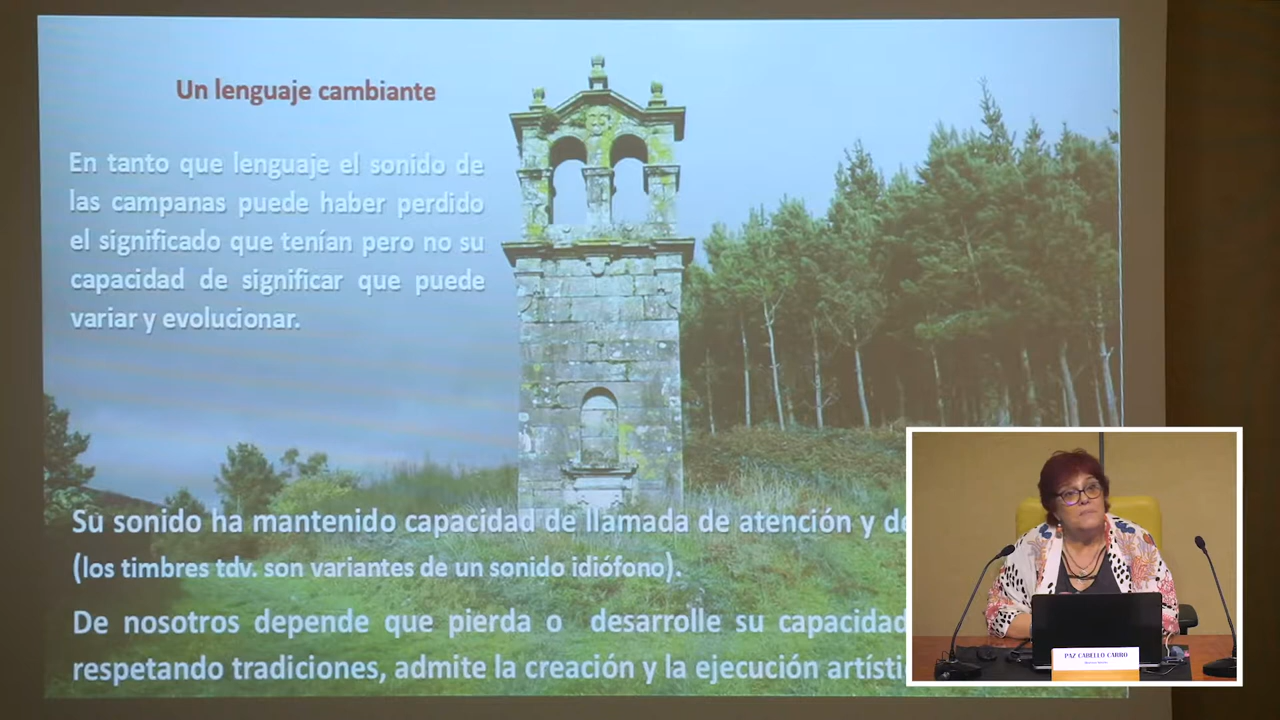 Un lenguaje cambiante
En tanto que lenguaje el sonido de
las campanas puede haber perdido
el significado que tenían pero no su
capacidad de significar que puede
variar y evolucionar.
Su sonido ha mantenido capacidad de llamada de atención y de
(los timbres tdv. son variantes de un sonido idiófono).
De nosotros depende que pierda o desarrolle su capacidad
respetando tradiciones, admite la creación y la ejecución artísti
PAZ CABELLO CARRO